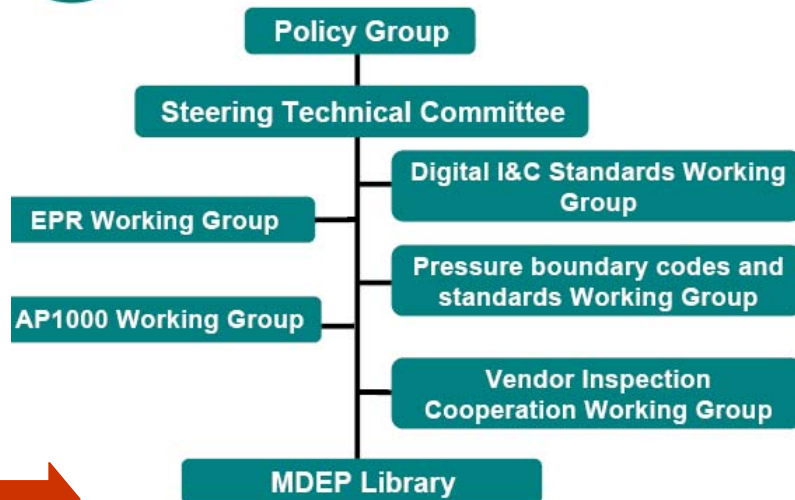 Policy Group
Steering Technical Committee
Digital I&C Standards Working
Group
EPR Working Group
Pressure boundary codes and
standards Working Group
AP1000 Working Group
Vendor Inspection
Cooperation Working Group
MDEP Library